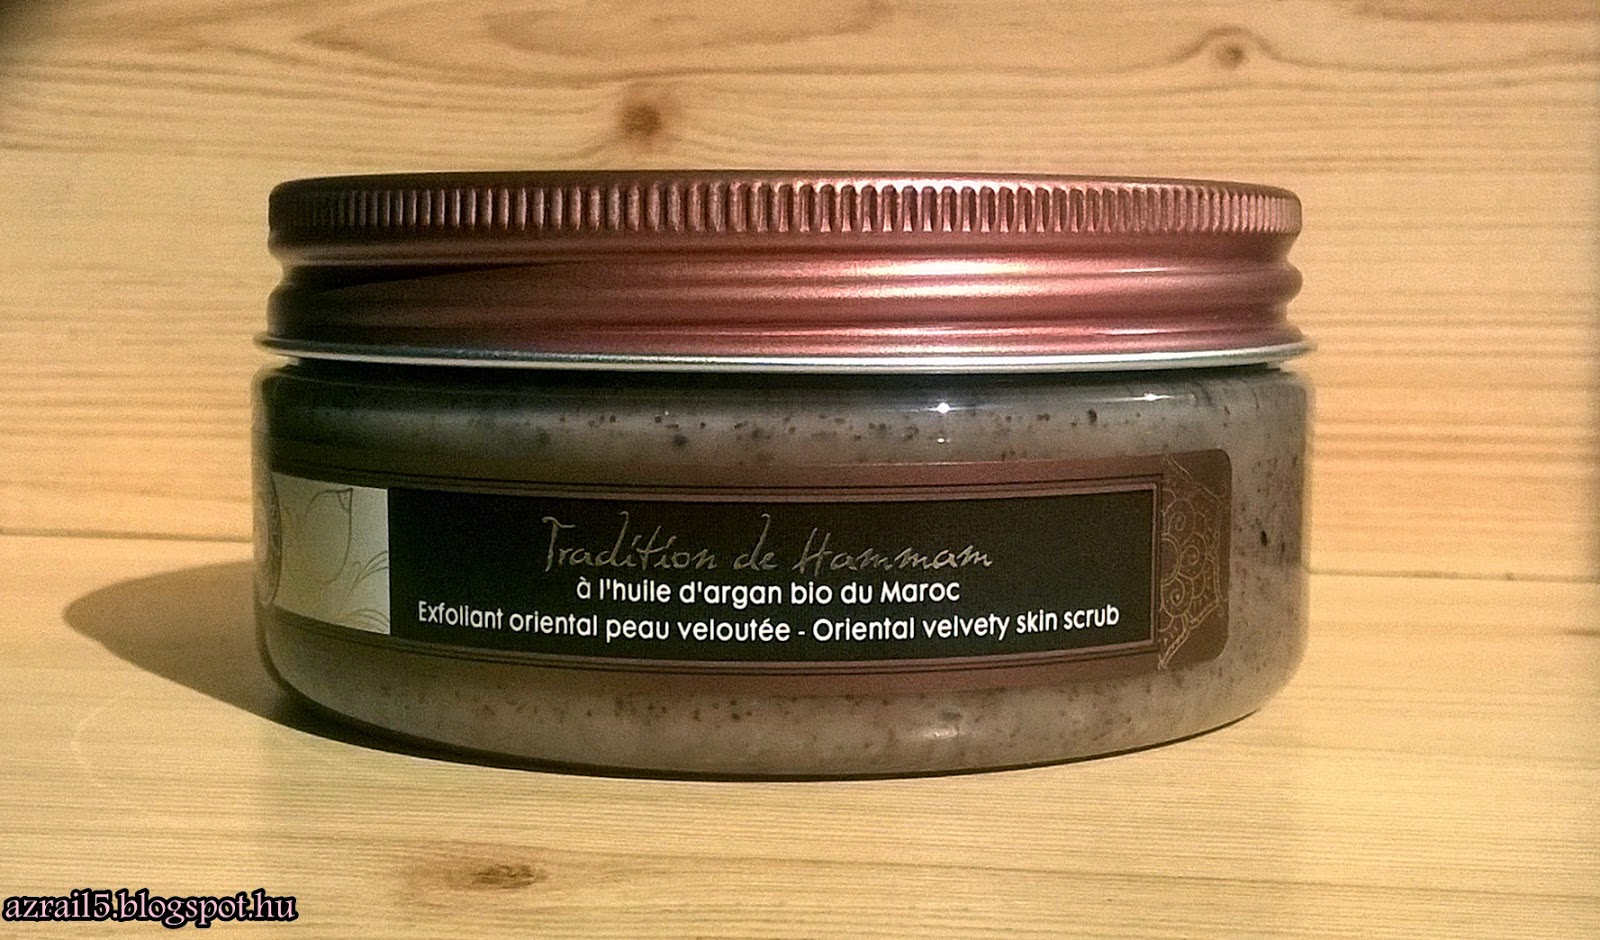 Tradition de Hammam
à l'huile d'argan bio du Maroc
Exfoliant oriental peau veloutée - Oriental velvety skin scrub
azrail5.blogspot.hu